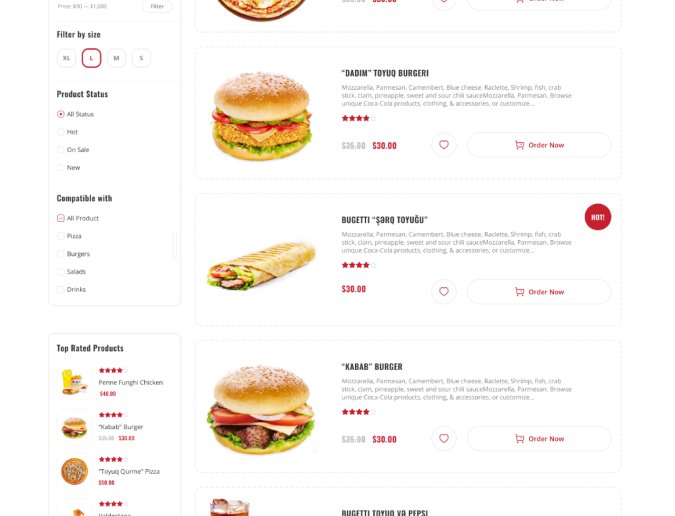 Price: $90 — $1,000
Filter
Filter by size
XL
L
M
S
Product Status
All Status
Hot
On Sale
New
Compatible with
All Product
Pizza
Burgers
Salads
Drinks
Top Rated Products
Penne Funghi Chicken
$40.00
“Kabab” Burger
$35.00 $30.00
“Toyuq Qurme” Pizza
$50.00
“DADIM” TOYUQ BURGERI
Mozzarella, Parmesan, Camembert, Blue cheese, Raclette, Shrimp, fish, crab
stick, clam, pineapple, sweet and sour chili sauceMozzarella, Parmesan. Browse
unique Coca-Cola products, clothing, & accessories, or customize...
$35.00 $30.00
Order Now
HOT!
BUGETTI “ŞƏRQ TOYUĞU”
Mozzarella, Parmesan, Camembert, Blue cheese, Raclette, Shrimp, fish, crab
stick, clam, pineapple, sweet and sour chili sauceMozzarella, Parmesan. Browse
unique Coca-Cola products, clothing, & accessories, or customize...
$30.00
Order Now
“KABAB” BURGER
Mozzarella, Parmesan, Camembert, Blue cheese, Raclette, Shrimp, fish, crab
stick, clam, pineapple, sweet and sour chili sauceMozzarella, Parmesan. Browse
unique Coca-Cola products, clothing, & accessories, or customize...
$35.00 $30.00
Order Now
BUGETTI TOYUQ VƏ PEPSI